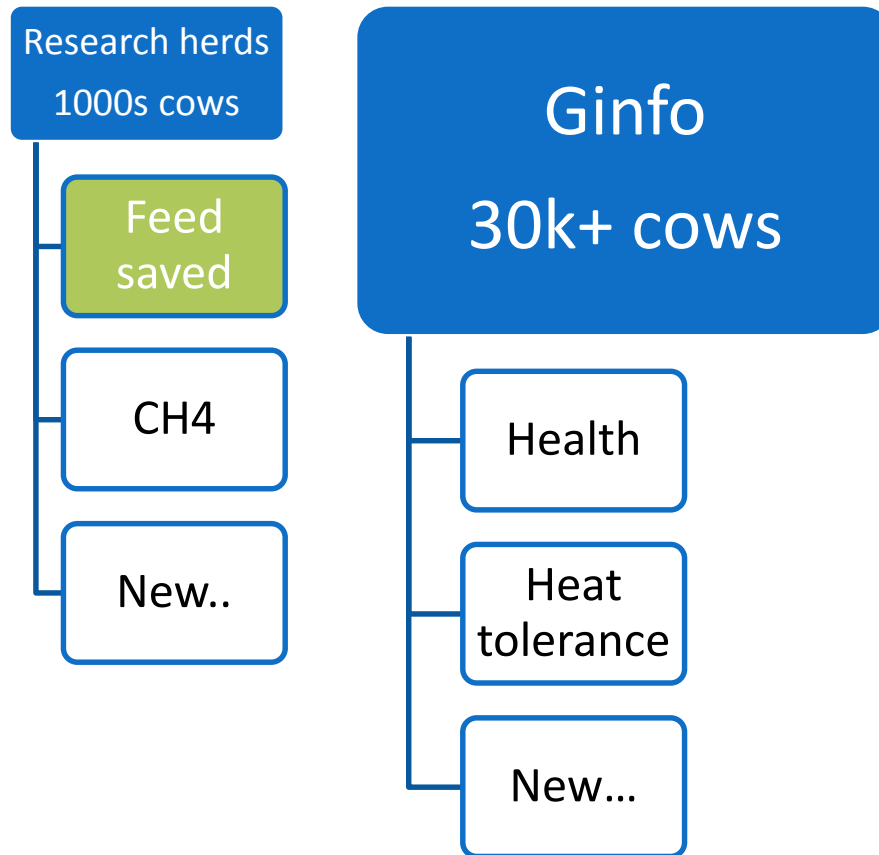 Research herds
1000s cows
Feed
saved
CH4
New..
Ginfo
30k+ cows
Health
Heat
tolerance
New...